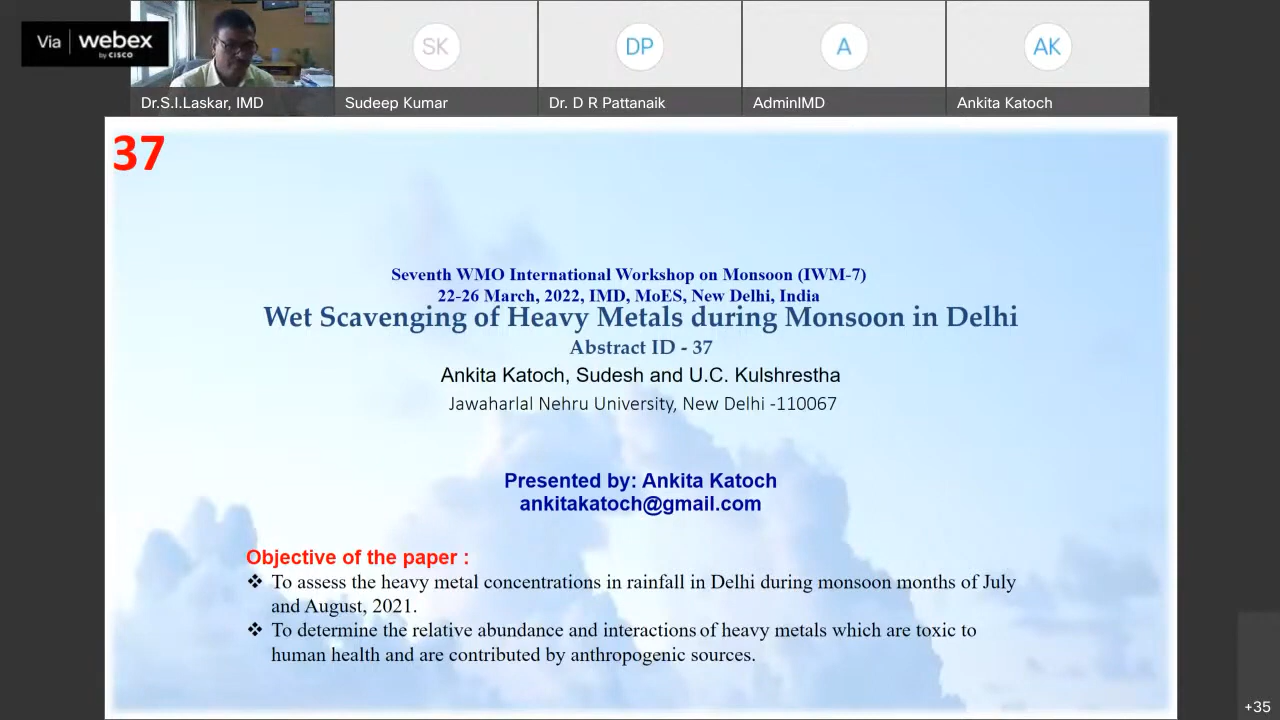 Via webex
by CISCO
SK
DP
A
AK
Dr.S.I.Laskar, IMD
Sudeep Kumar
Dr. D R Pattanaik
AdminIMD
Ankita Katoch
37
Seventh WMO International Workshop on Monsoon (IWM-7)
22-26 March, 2022, IMD, MoES, New Delhi, India
Wet Scavenging of Heavy Metals during Monsoon in Delhi
Abstract ID - 37
Ankita Katoch, Sudesh and U.C. Kulshrestha
Jawaharlal Nehru University, New Delhi -110067
Presented by: Ankita Katoch
ankitakatoch@gmail.com
Objective of the paper :
❖ To assess the heavy metal concentrations in rainfall in Delhi during monsoon months of July
and August, 2021.
❖ To determine the relative abundance and interactions of heavy metals which are toxic to
human health and are contributed by anthropogenic sources.
+35